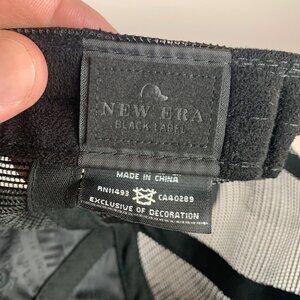 NEW ERA
BLACK LABEL
MADE IN CHINA
RN11493 CA40289
EXCLUSIVE OF DECORATION